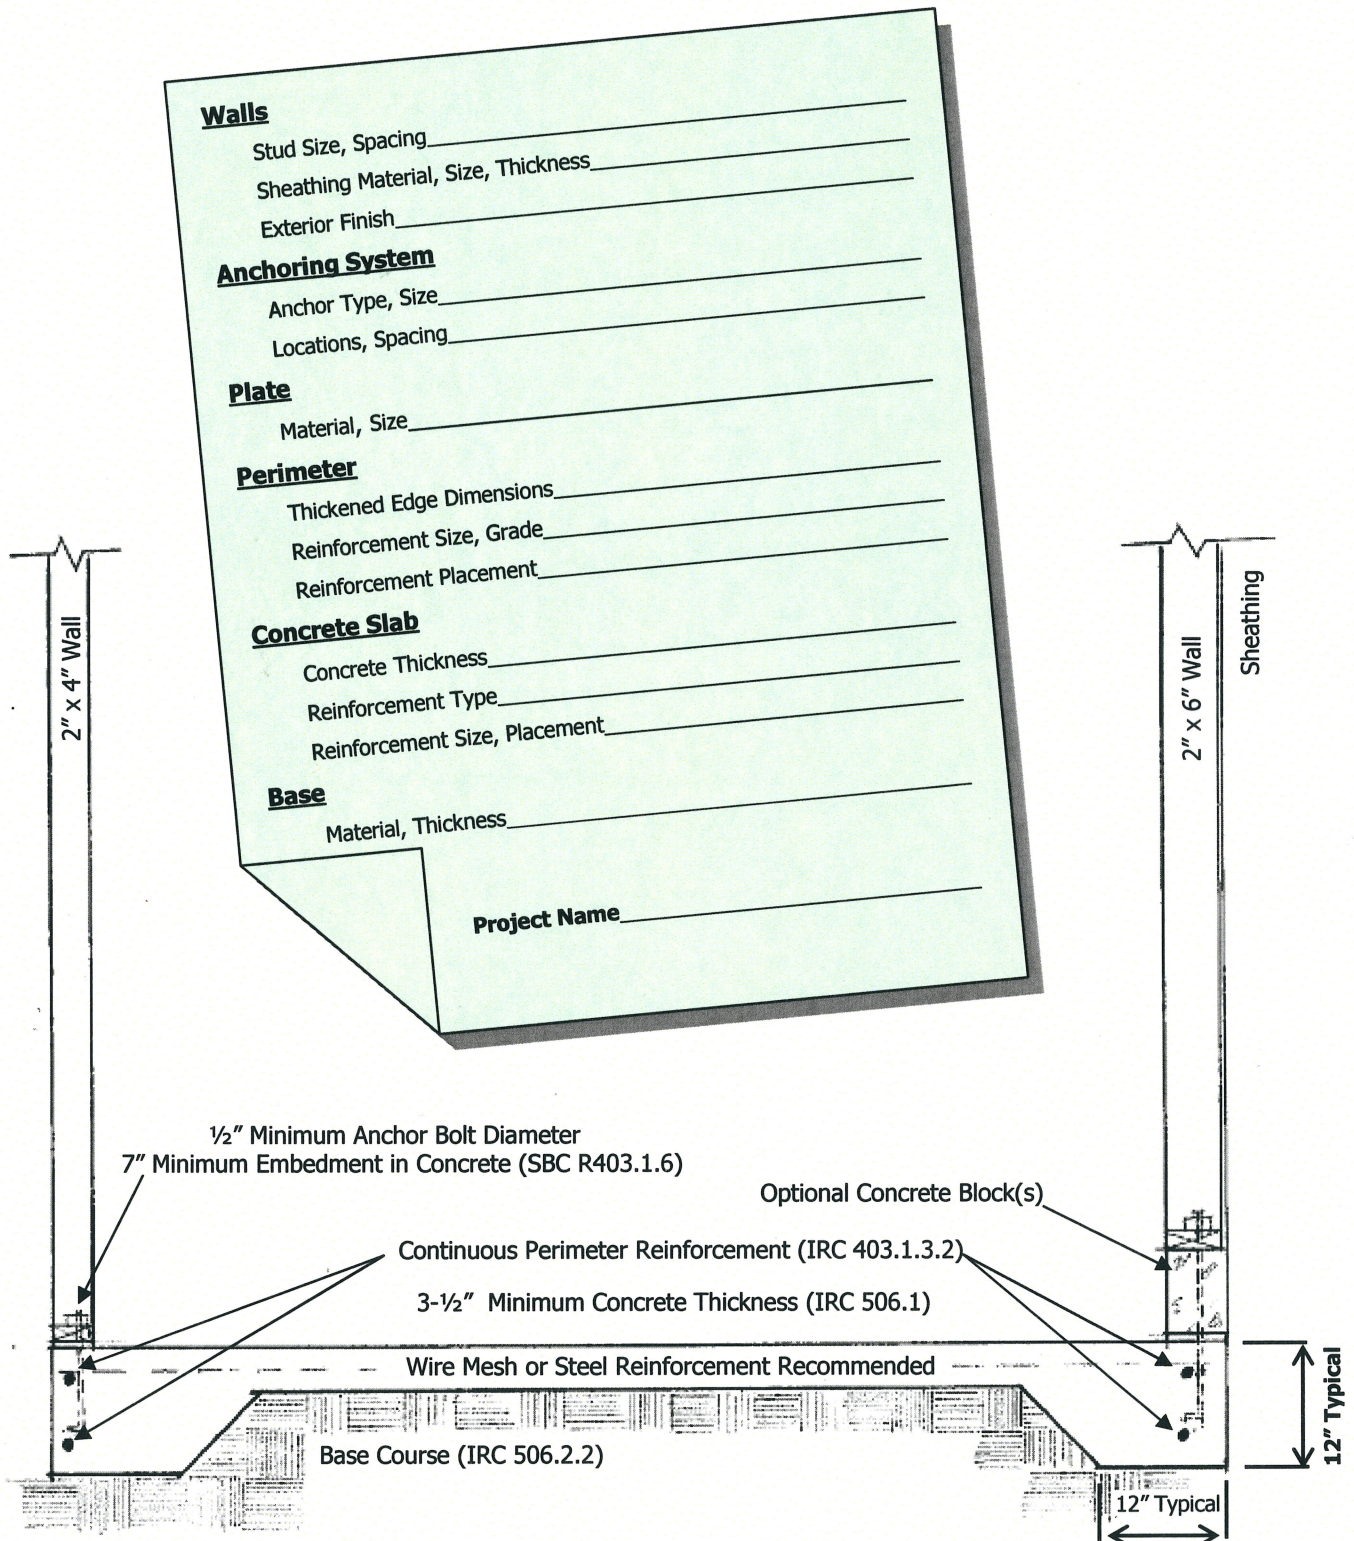 Walls
Stud Size, Spacing
Sheathing Material, Size, Thickness
Exterior Finish
Anchoring System
Anchor Type, Size
Locations, Spacing
Plate
Material, Size
Perimeter
Thickened Edge Dimensions
Reinforcement Size, Grade
Reinforcement Placement
Concrete Slab
Concrete Thickness
Reinforcement Type
Reinforcement Size, Placement
Base
Material, Thickness
Project Name
2" x 4" Wall
2" x 6" Wall
Sheathing
½" Minimum Anchor Bolt Diameter
7" Minimum Embedment in Concrete (SBC R403.1.6)
Optional Concrete Block(s)
Continuous Perimeter Reinforcement (IRC 403.1.3.2)
3-½" Minimum Concrete Thickness (IRC 506.1)
Wire Mesh or Steel Reinforcement Recommended
Base Course (IRC 506.2.2)
12" Typical
12" Typical